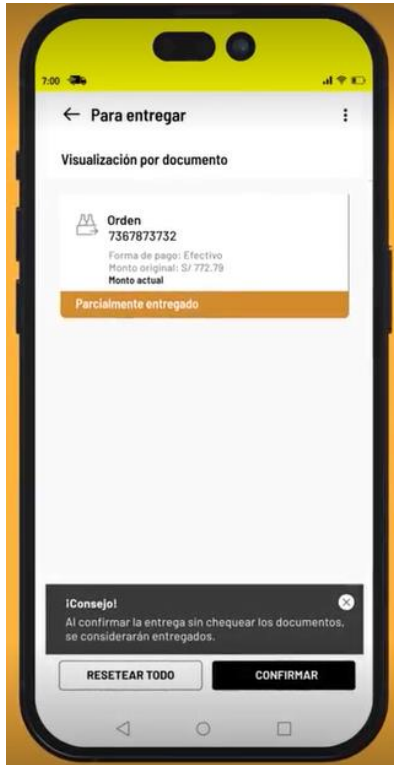 7:00
Para entregar
Visualización por documento
Orden
7367873732
Forma de pago: Efectivo
Monto original: S/ 772.79
Monto actual
Parcialmente entregado
¡Consejo!
Al confirmar la entrega sin chequear los documentos,
se considerarán entregados.
RESETEAR TODO
CONFIRMAR